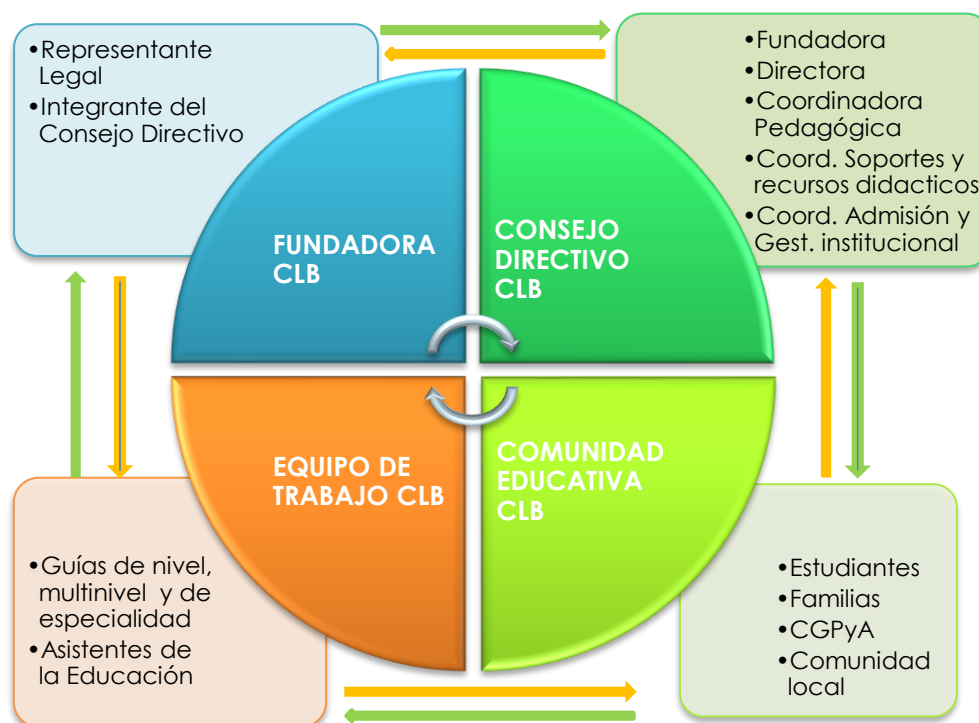 •Representante
Legal
•Integrante del
Consejo Directivo
•Fundadora
•Directora
•Coordinadora
Pedagógica
•Coord. Soportes y
recursos didacticos
•Coord. Admisión y
Gest. institucional
FUNDADORA
CLB
CONSEJO
DIRECTIVO
CLB
EQUIPO DE
TRABAJO CLB
COMUNIDAD
EDUCATIVA
CLB
•Guías de nivel,
multinivel y de
especialidad
•Asistentes de
la Educación
•Estudiantes
•Familias
•CGPyA
•Comunidad
local